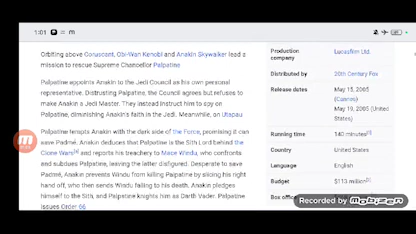 1:01
Orbiting above Coruscant, Obi-Wan Kenobi and Anakin Skywalker lead a
mission to rescue Supreme Chancellor Palpatine
Palpatine appoints Anakin to the Jedi Council as his own personal
representative. Distrusting Palpatine, the Council agrees but refuses to
make Anakin a Jedi Master. They instead instruct him to spy on
Palpatine, diminishing Anakin's faith in the Jedi. Meanwhile, on Utapau
Palpatine tempts Anakin with the dark side of the Force, promising it can
save Padmé. Anakin deduces that Palpatine is the Sith Lord behind the
Clone Wars and reports his treachery to Mace Windu, who confronts
and subdues Palpatine, leaving the latter disfigured. Desperate to save
Padmé, Anakin prevents Windu from killing Palpatine by slicing his right
hand off, who then sends Windu falling to his death. Anakin pledges
himself to the Sith, and Palpatine knights him as Darth Vader. Palpatine
issues Order 66
Production
company
Lucasfilm Ltd.
Distributed by
20th Century Fox
Release dates
May 15, 2005
(Cannes)
May 19, 2005 (United
States)
Running time
140 minutes
Country
United States
Language
English
Budget
$113 million
Box office
Recorded by Mobizen